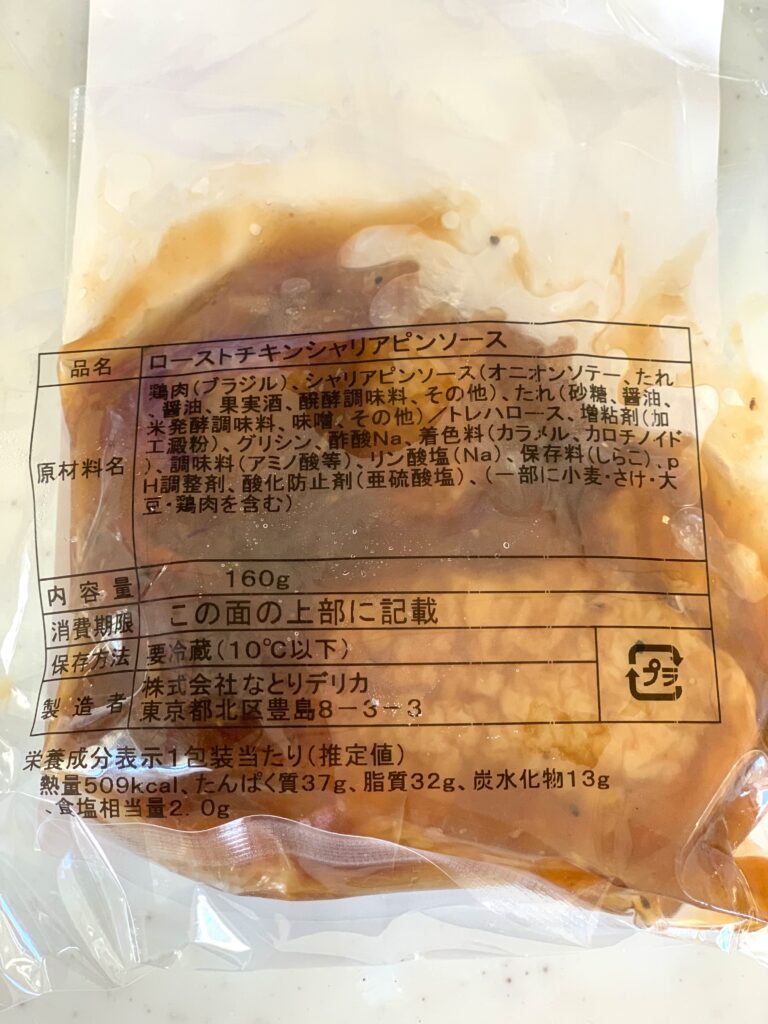 品名 ローストチキンシャリアピンソース
原材料名 鶏肉(ブラジル)、シャリアピンソース(オニオンソテー、たれ
、醤油、果実酒、醗酵調味料、その他)、たれ(砂糖、醤油、
米発酵調味料、味噌、その他)/トレハロース、増粘剤(加
工澱粉)、グリシン、酢酸Na、着色料(カラメル、カロチノイド
)、調味料(アミノ酸等)、リン酸塩(Na)、保存料(しらこ)、p
H調整剤、酸化防止剤(亜硫酸塩)、(一部に小麦・さけ・大
豆・鶏肉を含む)
内容量 160g
消費期限 この面の上部に記載
保存方法 要冷蔵(10℃以下)
製造者 株式会社なとりデリカ
東京都北区豊島8-3-3
プラ
栄養成分表示1包装当たり(推定値)
熱量509kcal、たんぱく質37g、脂質32g、炭水化物13g
、食塩相当量2.0g